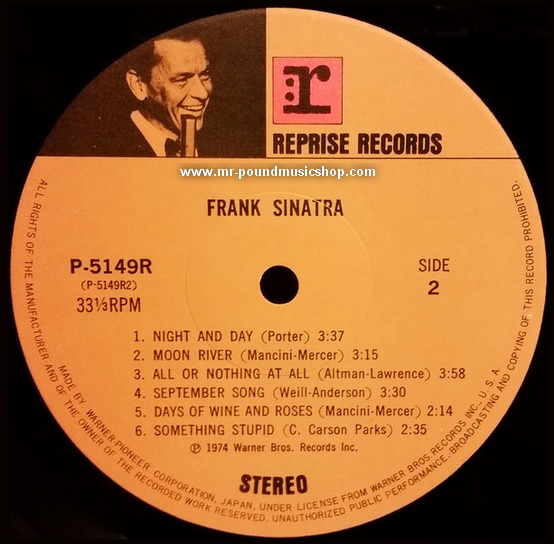 r
REPRISE RECORDS
www.mr-poundmusicshop.com
FRANK SINATRA
P-5149R
(P-5149R2)
33⅓RPM
SIDE
2
1. NIGHT AND DAY (Porter) 3:37
2. MOON RIVER (Mancini-Mercer) 3:15
3. ALL OR NOTHING AT ALL (Altman-Lawrence) 3:58
4. SEPTEMBER SONG (Weill-Anderson) 3:30
5. DAYS OF WINE AND ROSES (Mancini-Mercer) 2:14
6. SOMETHING STUPID (C. Carson Parks) 2:35
℗ 1974 Warner Bros. Records Inc.
STEREO
MADE BY WARNER-PIONEER CORPORATION, JAPAN, UNDER LICENSE FROM WARNER BROS. RECORDS INC., U.S.A.
ALL RIGHTS OF THE MANUFACTURER AND OF THE OWNER OF THE RECORDED WORK RESERVED. UNAUTHORIZED PUBLIC PERFORMANCE, BROADCASTING AND COPYING OF THIS RECORD PROHIBITED.